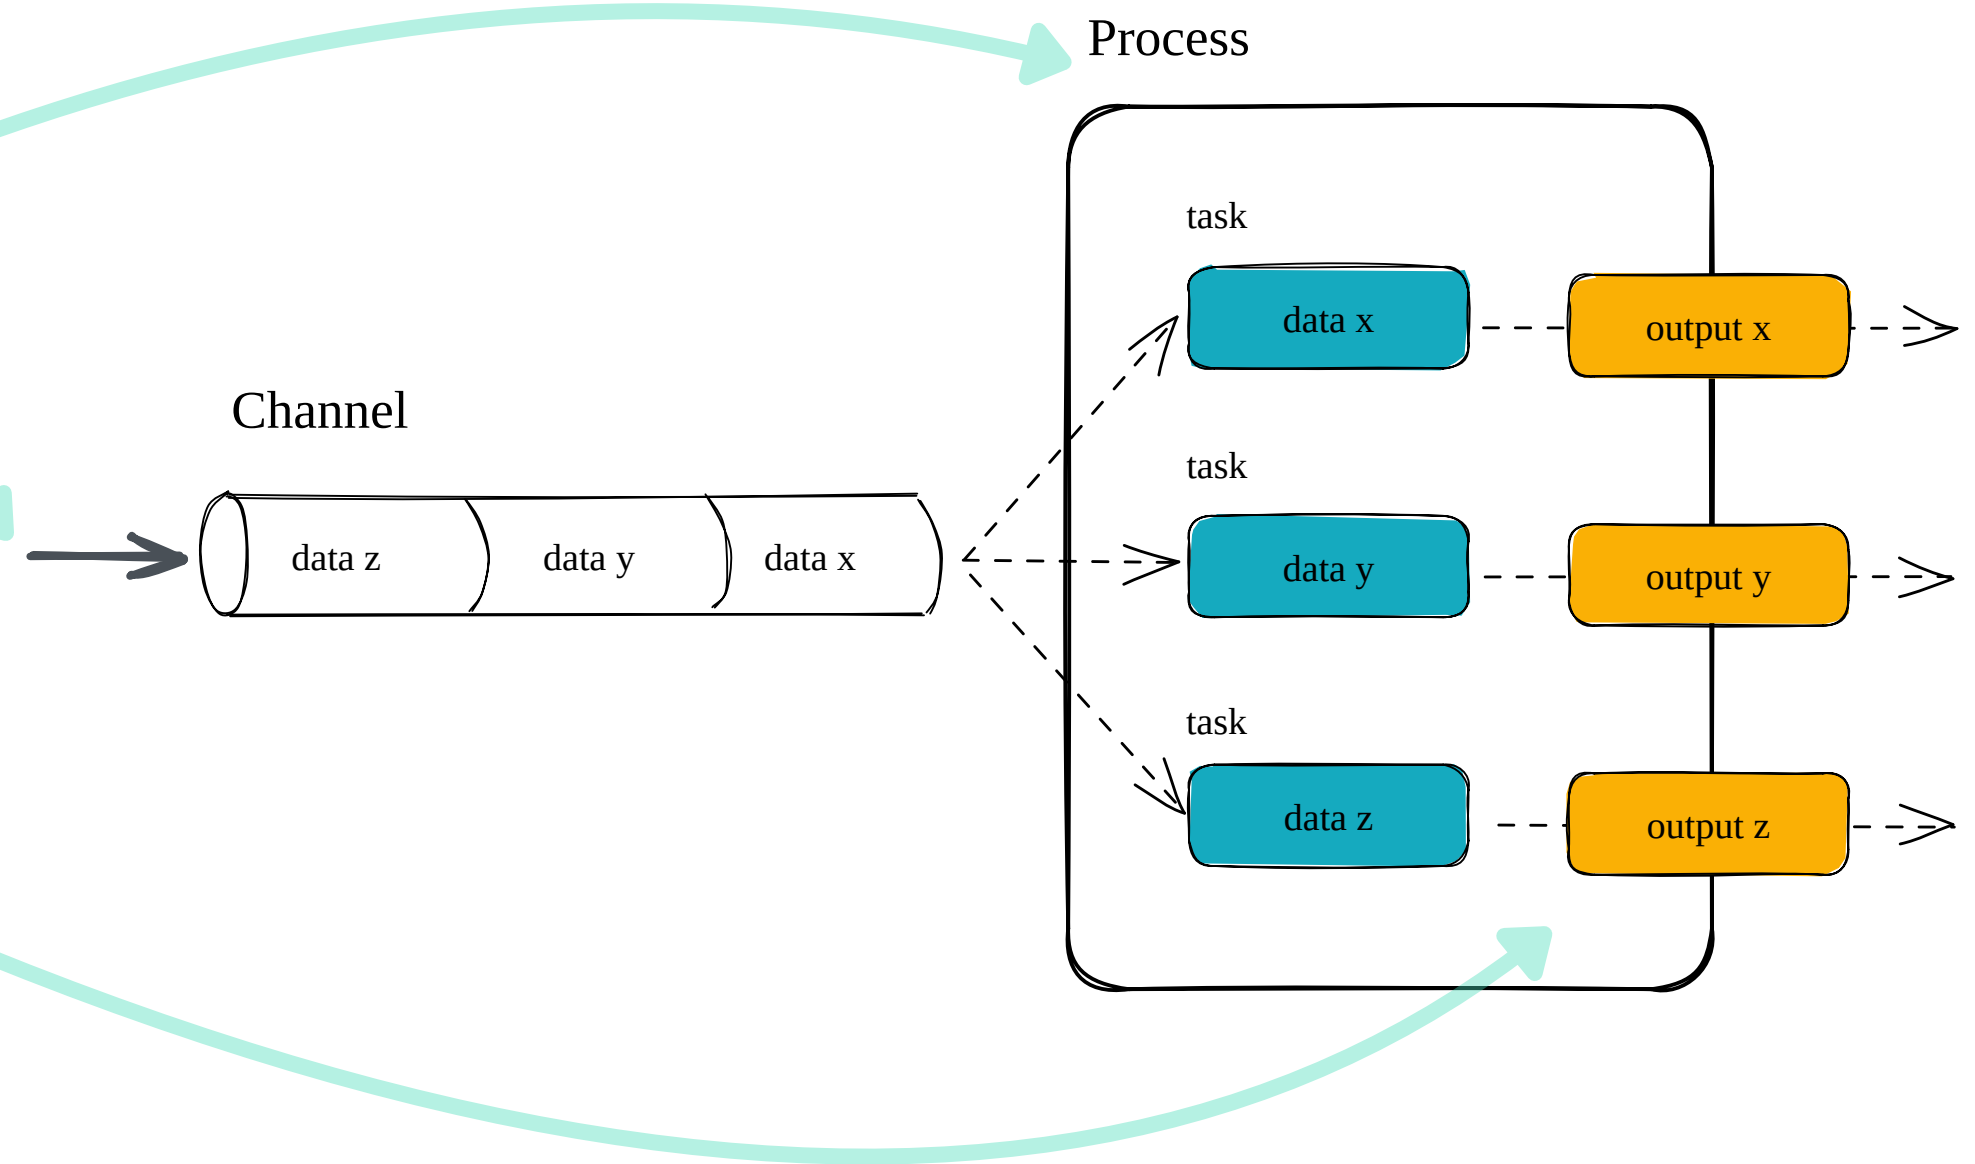 Process
Channel
data z
data y
data x
task
data x
output x
task
data y
output y
task
data z
output z